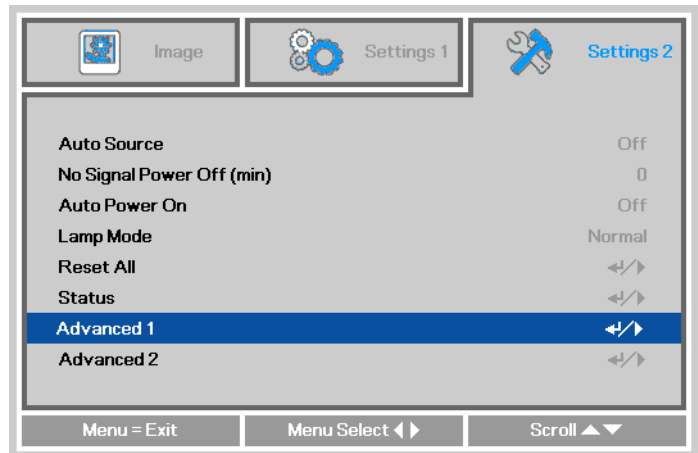 Image Settings 1 Settings 2
Auto Source Off
No Signal Power Off (min) 0
Auto Power On Off
Lamp Mode Normal
Reset All ↵/▶
Status ↵/▶
Advanced 1 ↵/▶
Advanced 2 ↵/▶
Menu = Exit Menu Select ◀ ▶ Scroll ▲▼